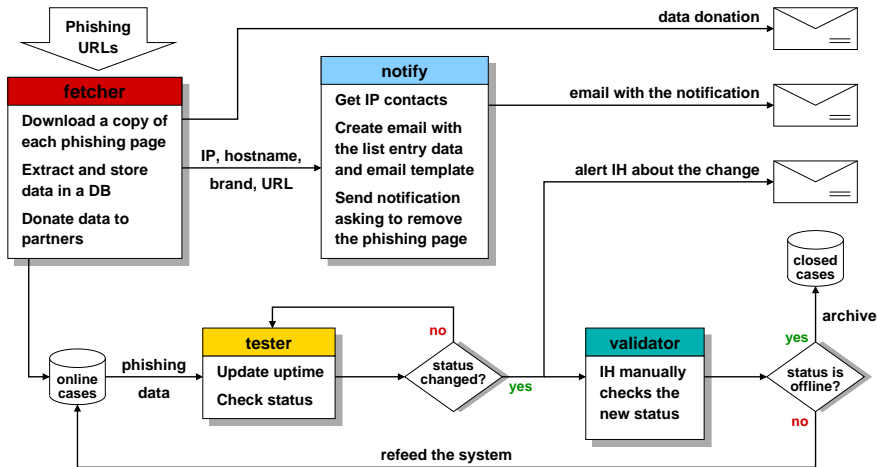 Phishing
URLs
data donation
fetcher
Download a copy of
each phishing page
Extract and store
data in a DB
Donate data to
partners
IP, hostname,
brand, URL
notify
Get IP contacts
Create email with
the list entry data
and email template
Send notification
asking to remove
the phishing page
email with the notification
alert IH about the change
closed
cases
archive
online
cases
phishing
data
tester
Update uptime
Check status
no
status
changed?
yes
validator
IH manually
checks the
new status
yes
status is
offline?
no
refeed the system